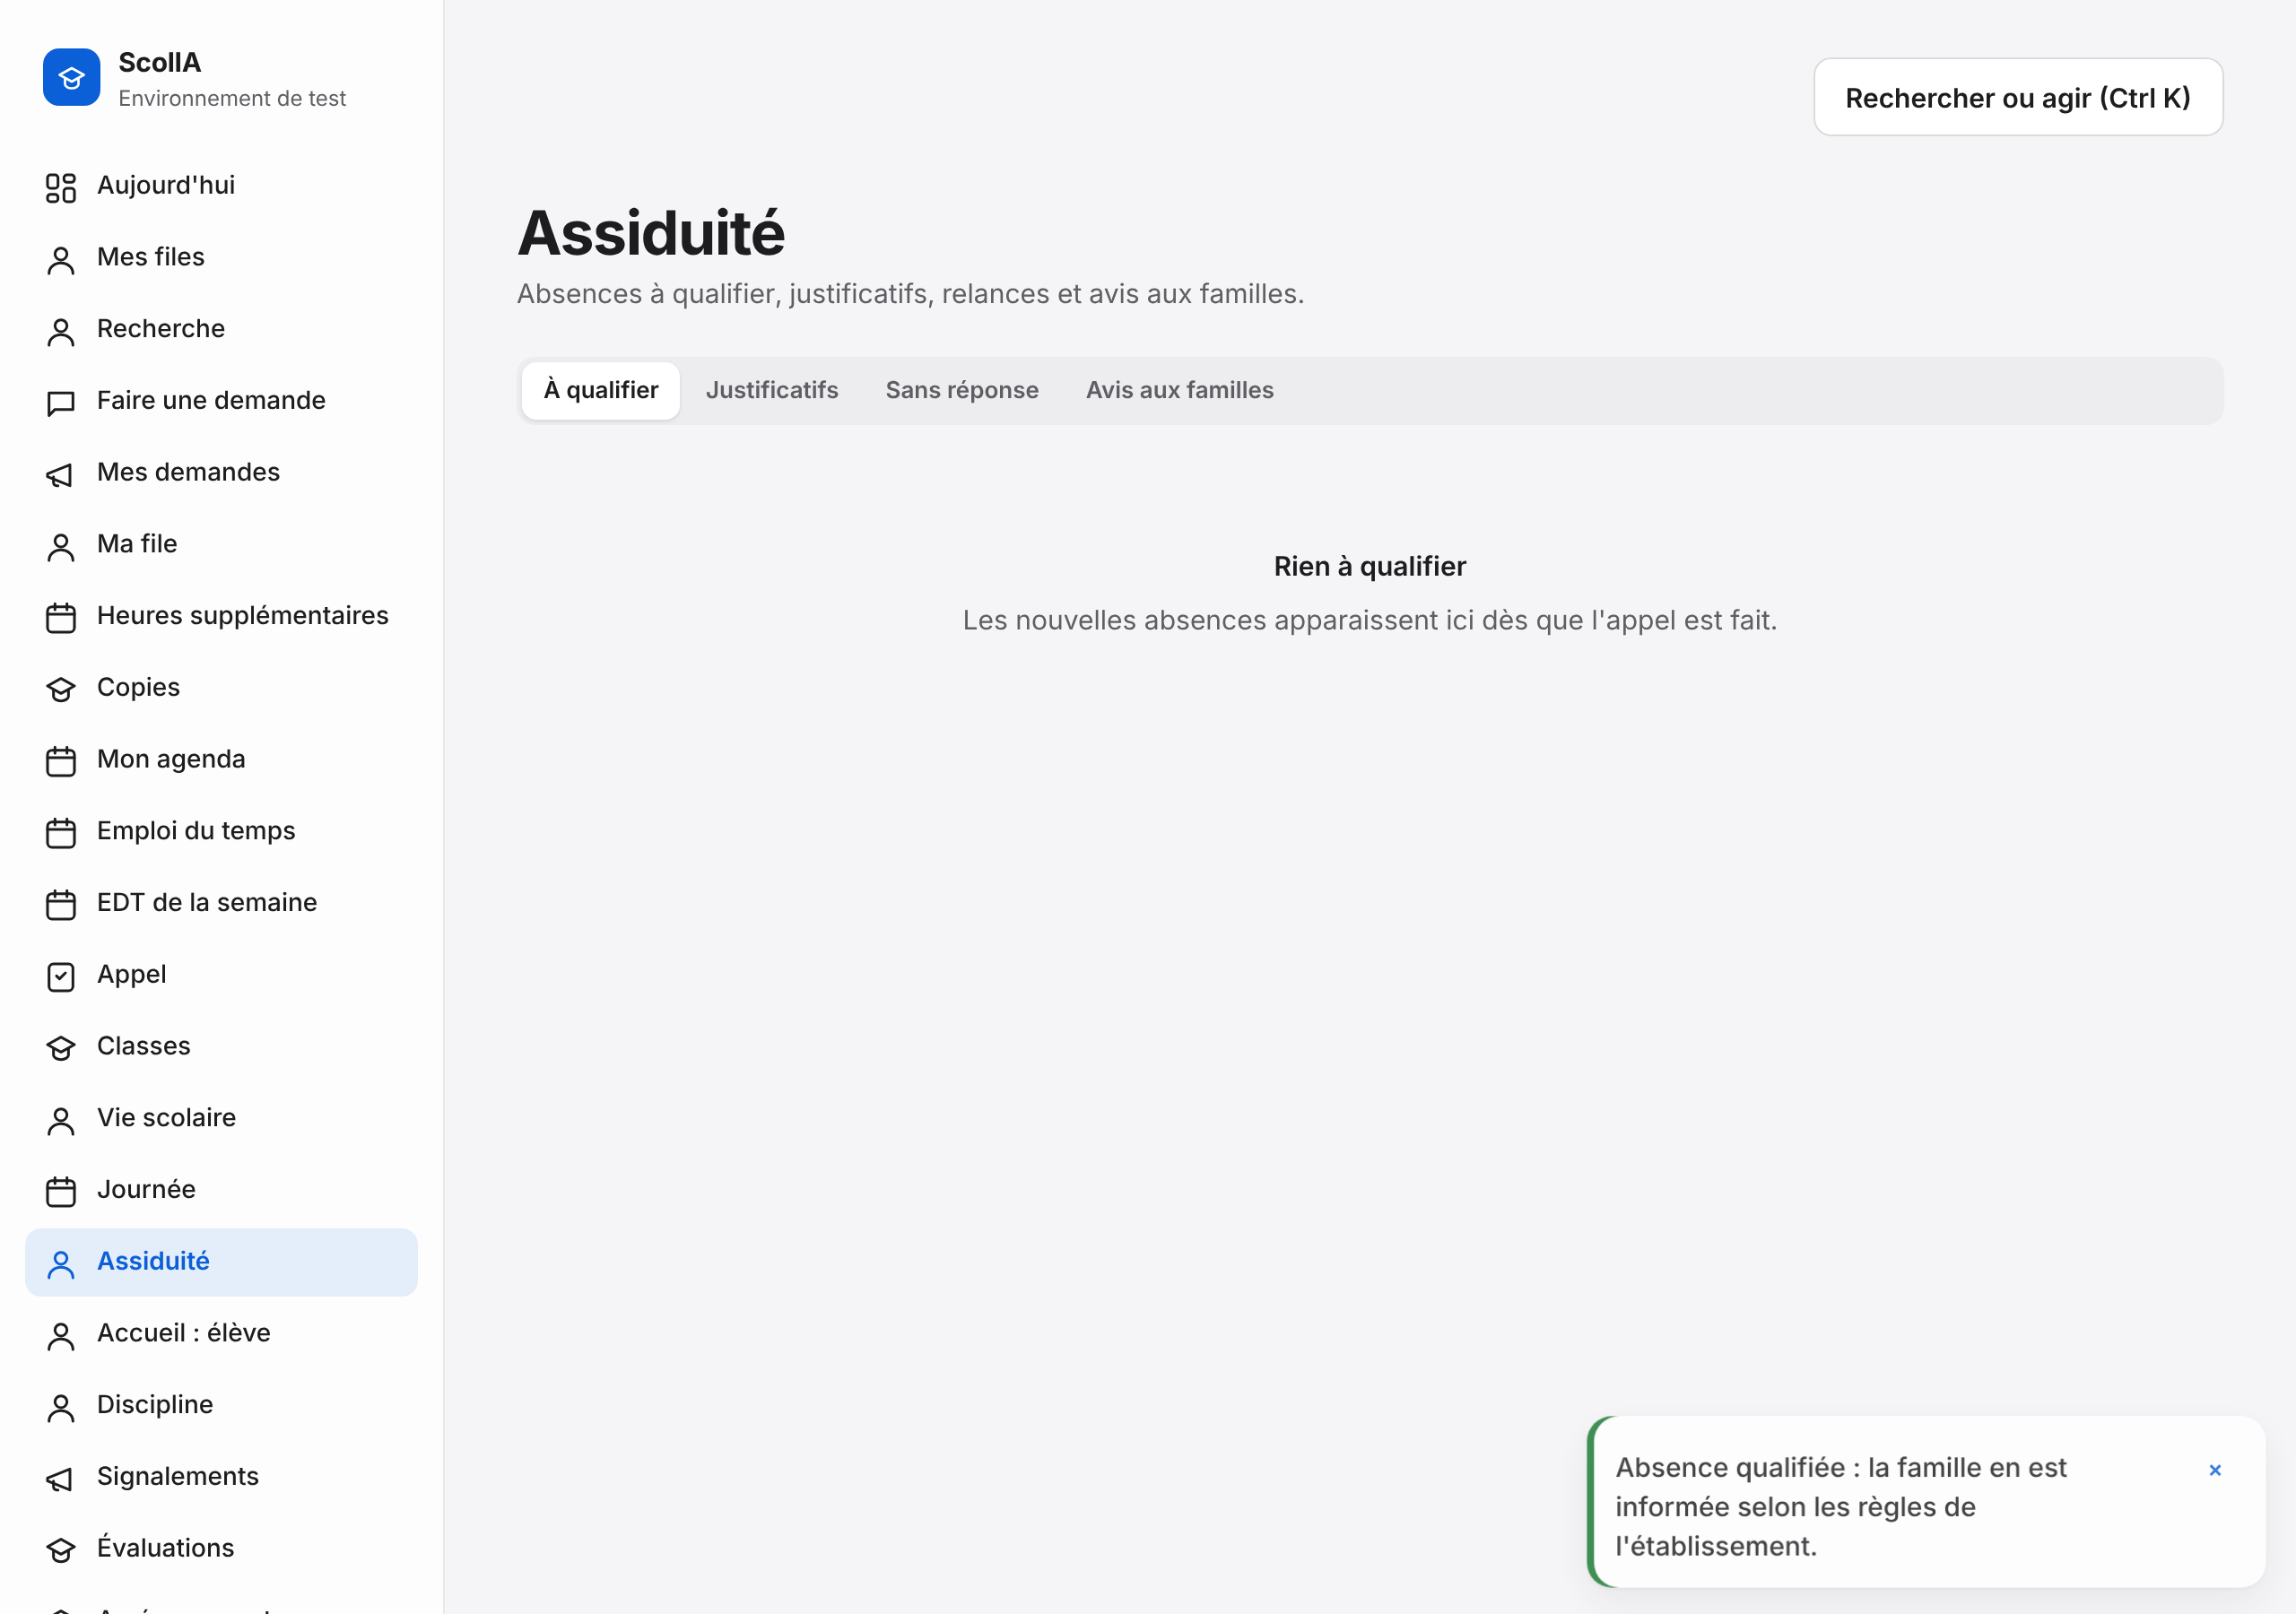 ScolIA
Environnement de test
Aujourd'hui
Mes files
Recherche
Faire une demande
Mes demandes
Ma file
Heures supplémentaires
Copies
Mon agenda
Emploi du temps
EDT de la semaine
Appel
Classes
Vie scolaire
Journée
Assiduité
Accueil : élève
Discipline
Signalements
Évaluations
Rechercher ou agir (Ctrl K)
Assiduité
Absences à qualifier, justificatifs, relances et avis aux familles.
À qualifier Justificatifs Sans réponse Avis aux familles
Rien à qualifier
Les nouvelles absences apparaissent ici dès que l'appel est fait.
Absence qualifiée : la famille en est
informée selon les règles de
l'établissement.